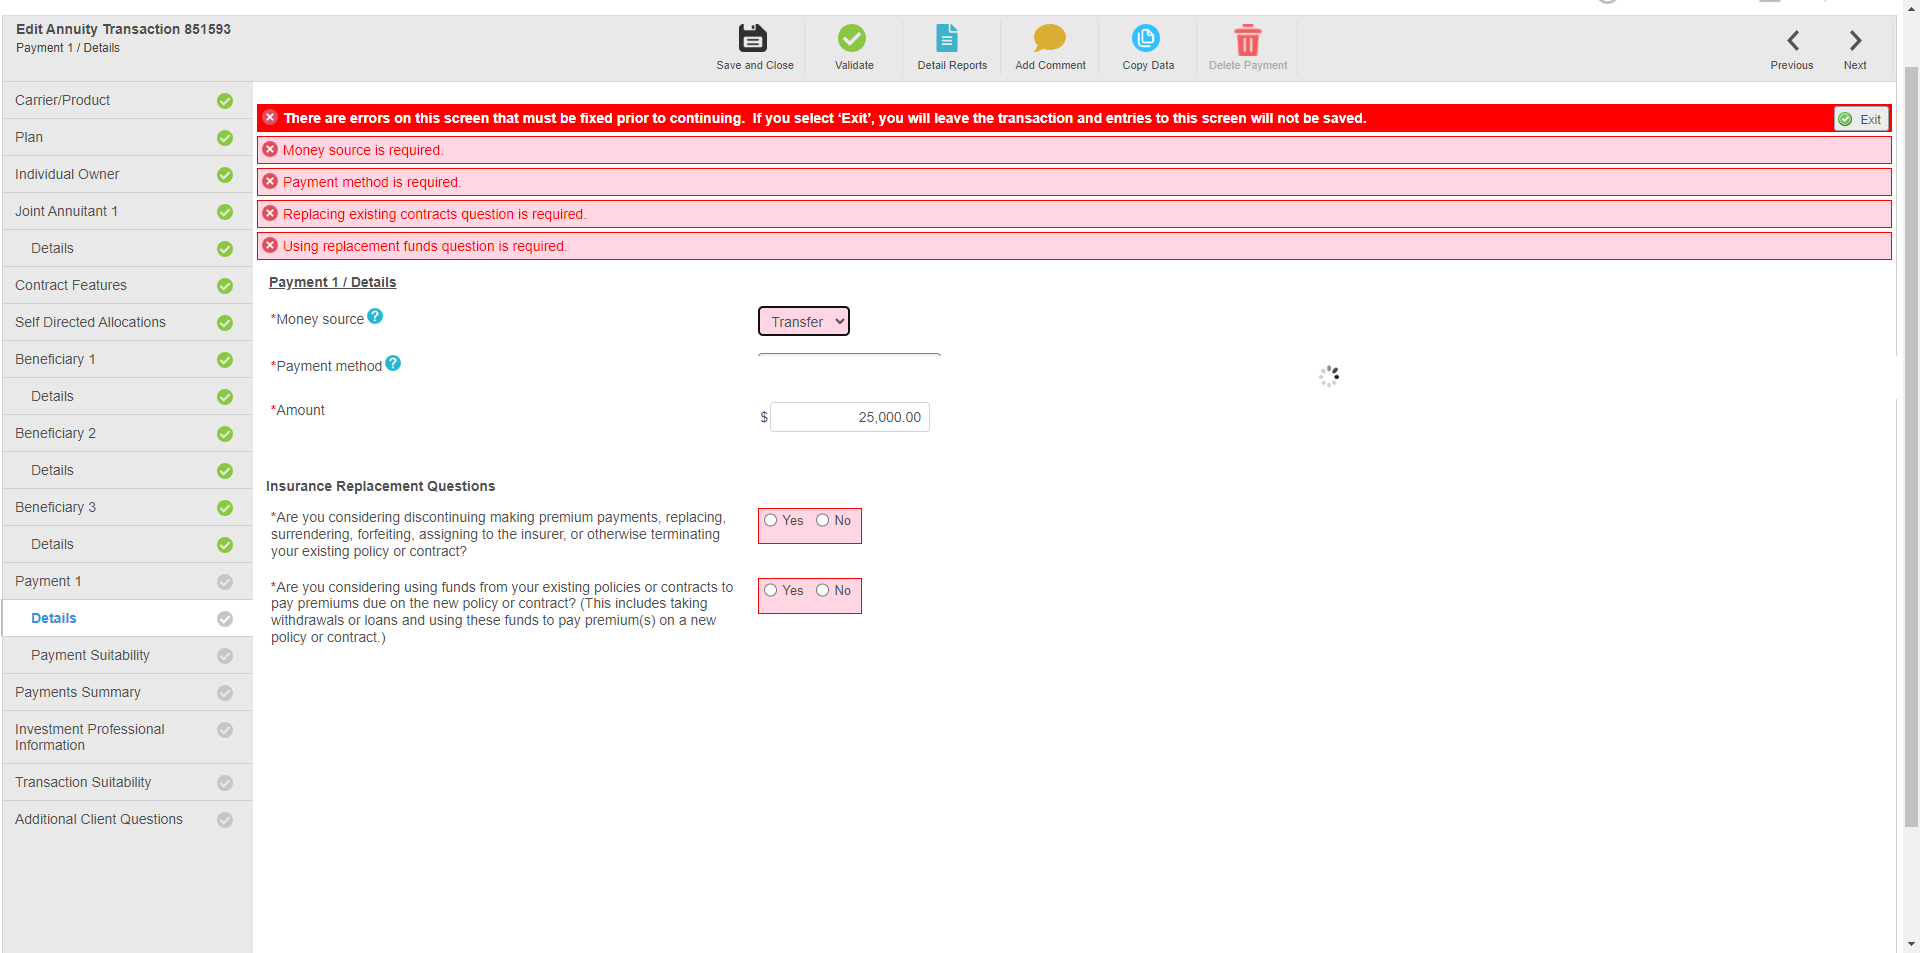 Edit Annuity Transaction 851593
Payment 1 / Details
Save and Close
Validate
Detail Reports
Add Comment
Copy Data
Delete Payment
Previous
Next
Carrier/Product
Plan
Individual Owner
Joint Annuitant 1
Details
Contract Features
Self Directed Allocations
Beneficiary 1
Details
Beneficiary 2
Details
Beneficiary 3
Details
Payment 1
Details
Payment Suitability
Payments Summary
Investment Professional
Information
Transaction Suitability
Additional Client Questions
There are errors on this screen that must be fixed prior to continuing. If you select ‘Exit’, you will leave the transaction and entries to this screen will not be saved.
Exit
Money source is required.
Payment method is required.
Replacing existing contracts question is required.
Using replacement funds question is required.
Payment 1 / Details
*Money source ?
Transfer
*Payment method ?
*Amount
$ 25,000.00
Insurance Replacement Questions
*Are you considering discontinuing making premium payments, replacing,
surrendering, forfeiting, assigning to the insurer, or otherwise terminating
your existing policy or contract?
Yes No
*Are you considering using funds from your existing policies or contracts to
pay premiums due on the new policy or contract? (This includes taking
withdrawals or loans and using these funds to pay premium(s) on a new
policy or contract.)
Yes No